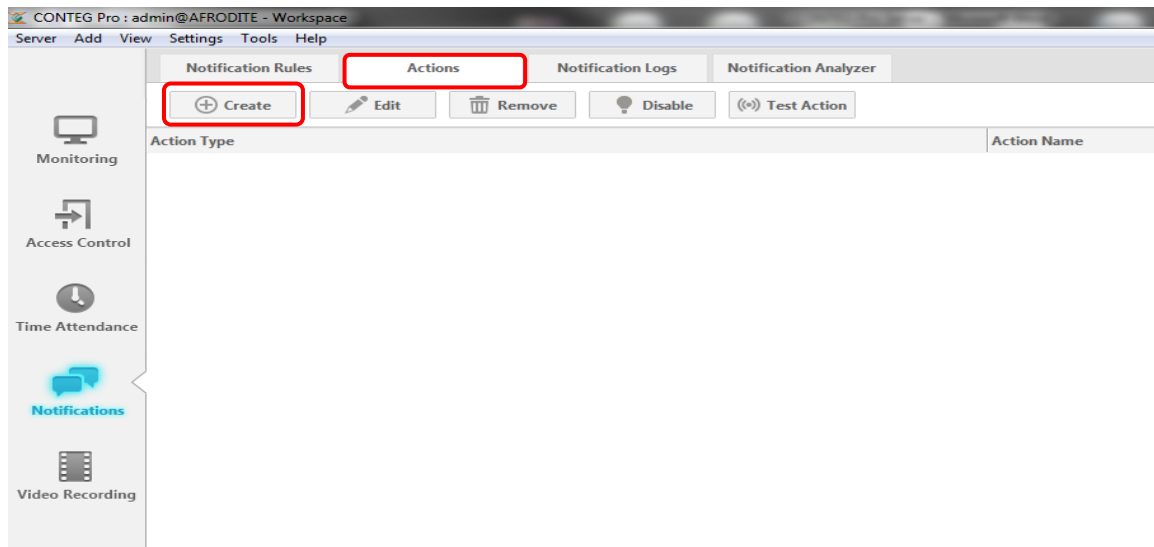 CONTEG Pro : admin@AFRODITE - Workspace
Server Add View Settings Tools Help
Notification Rules Actions Notification Logs Notification Analyzer
Create Edit Remove Disable Test Action
Action Type Action Name
Monitoring
Access Control
Time Attendance
Notifications
Video Recording